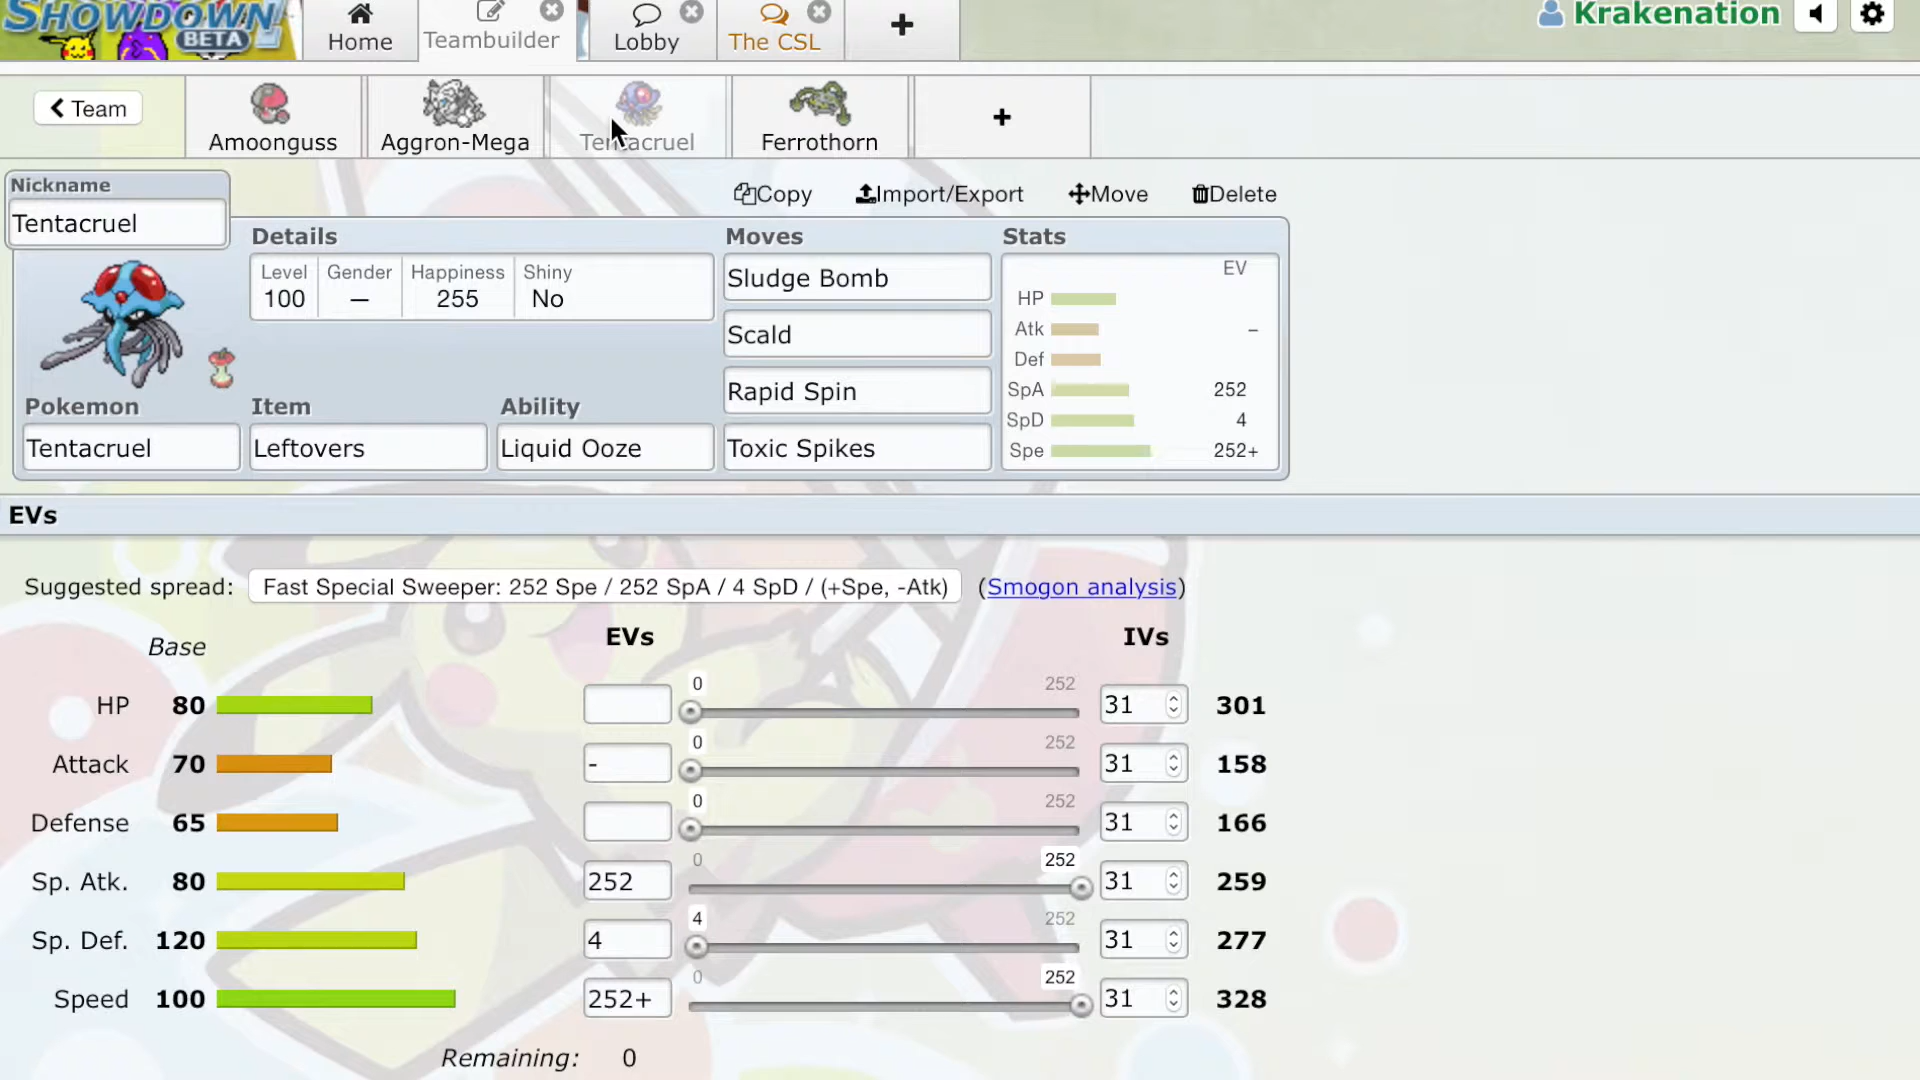 SHOWDOWN
BETA
Home
Teambuilder
Lobby
The CSL
+
Krakenation
Team
Amoonguss
Aggron-Mega
Tentacruel
Ferrothorn
+
Nickname
Tentacruel
Copy
Import/Export
Move
Delete
Details
Level
100
Gender
—
Happiness
255
Shiny
No
Moves
Sludge Bomb
Scald
Rapid Spin
Toxic Spikes
Stats
EV
HP
Atk –
Def
SpA 252
SpD 4
Spe 252+
Pokemon
Tentacruel
Item
Leftovers
Ability
Liquid Ooze
EVs
Suggested spread: Fast Special Sweeper: 252 Spe / 252 SpA / 4 SpD / (+Spe, -Atk) (Smogon analysis)
Base EVs IVs
0 252
HP 80 31 301
0 252
Attack 70 - 31 158
0 252
Defense 65 31 166
0 252
Sp. Atk. 80 252 31 259
4 252
Sp. Def. 120 4 31 277
0 252
Speed 100 252+ 31 328
Remaining: 0